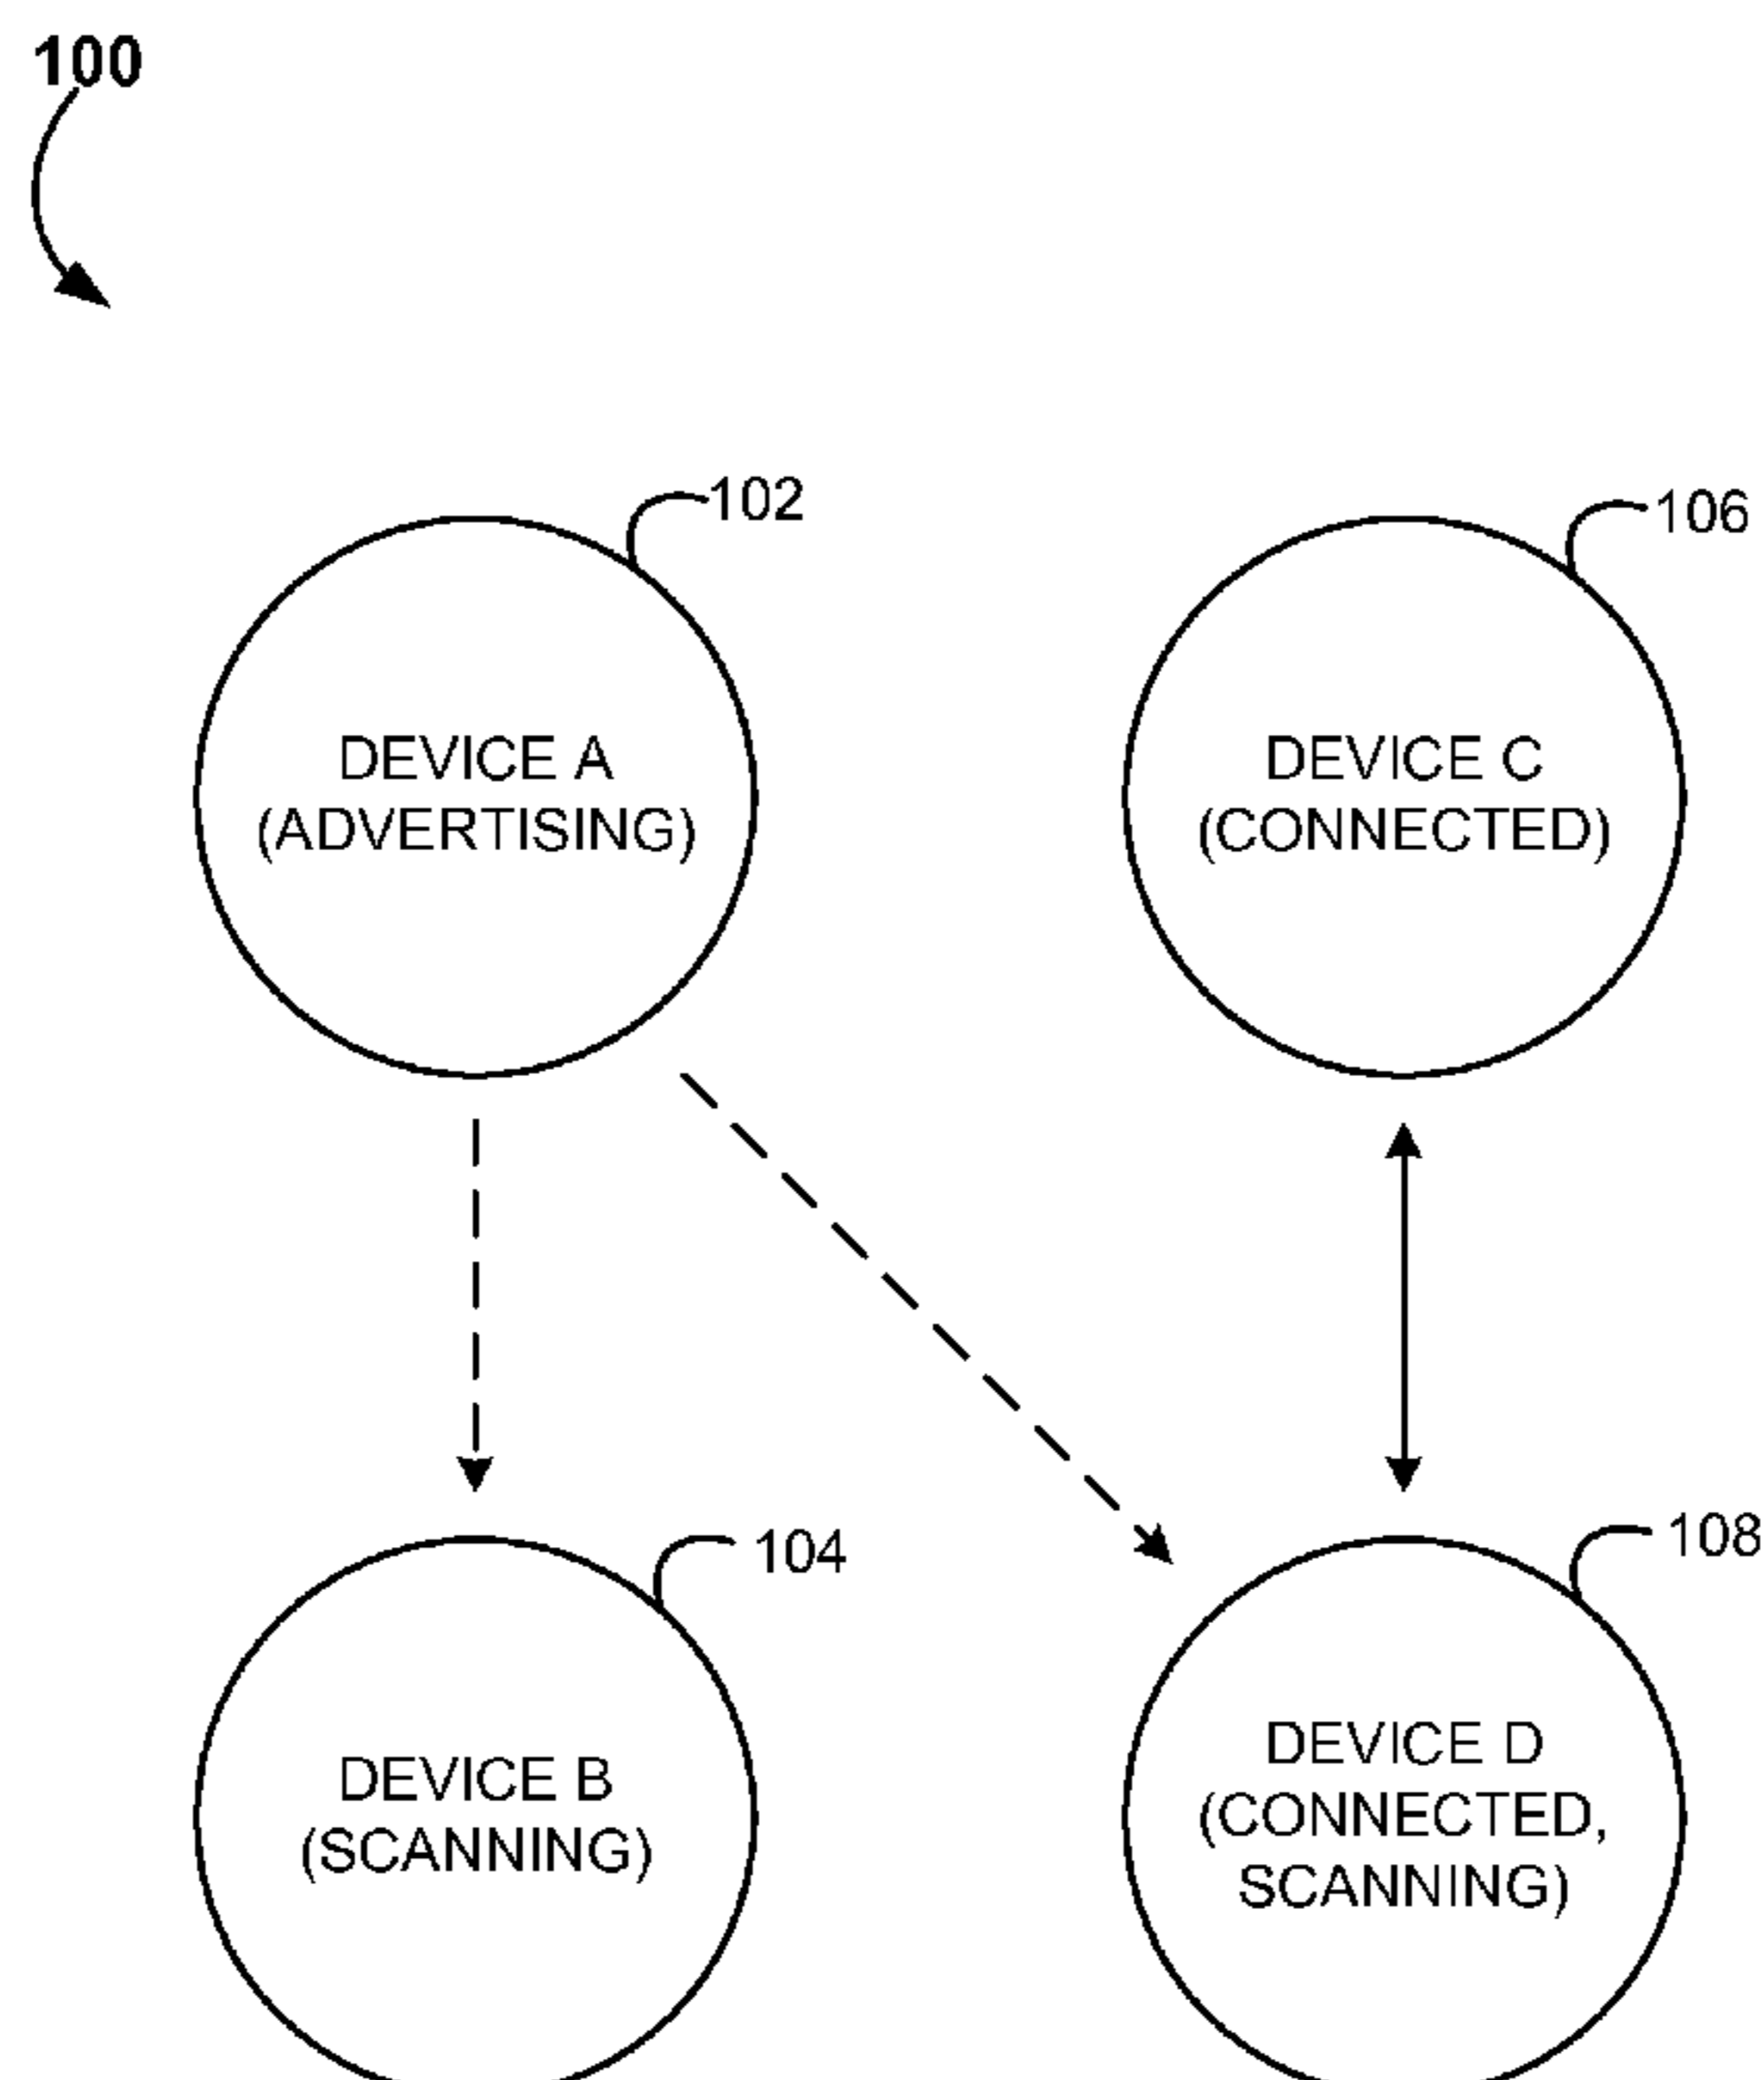 100
102
106
DEVICE A
(ADVERTISING)
DEVICE C
(CONNECTED)
104
108
DEVICE B
(SCANNING)
DEVICE D
(CONNECTED,
SCANNING)